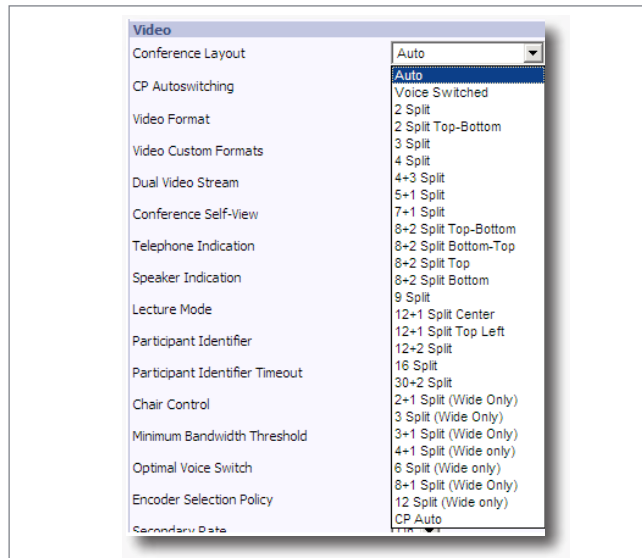 Video
Conference Layout
Auto
CP Autoswitching
Video Format
Video Custom Formats
Dual Video Stream
Conference Self-View
Telephone Indication
Speaker Indication
Lecture Mode
Participant Identifier
Participant Identifier Timeout
Chair Control
Minimum Bandwidth Threshold
Optimal Voice Switch
Encoder Selection Policy
Secondary Rate
Auto
Voice Switched
2 Split
2 Split Top-Bottom
3 Split
4 Split
4+3 Split
5+1 Split
7+1 Split
8+2 Split Top-Bottom
8+2 Split Bottom-Top
8+2 Split Top
8+2 Split Bottom
9 Split
12+1 Split Center
12+1 Split Top Left
12+2 Split
16 Split
30+2 Split
2+1 Split (Wide Only)
3 Split (Wide Only)
3+1 Split (Wide Only)
4+1 Split (Wide only)
6 Split (Wide only)
8+1 Split (Wide Only)
12 Split (Wide only)
CP Auto